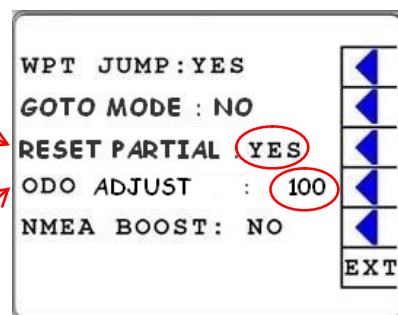 WPT JUMP:YES
GOTO MODE : NO
RESET PARTIAL : YES
ODO ADJUST : 100
NMEA BOOST: NO
EXT